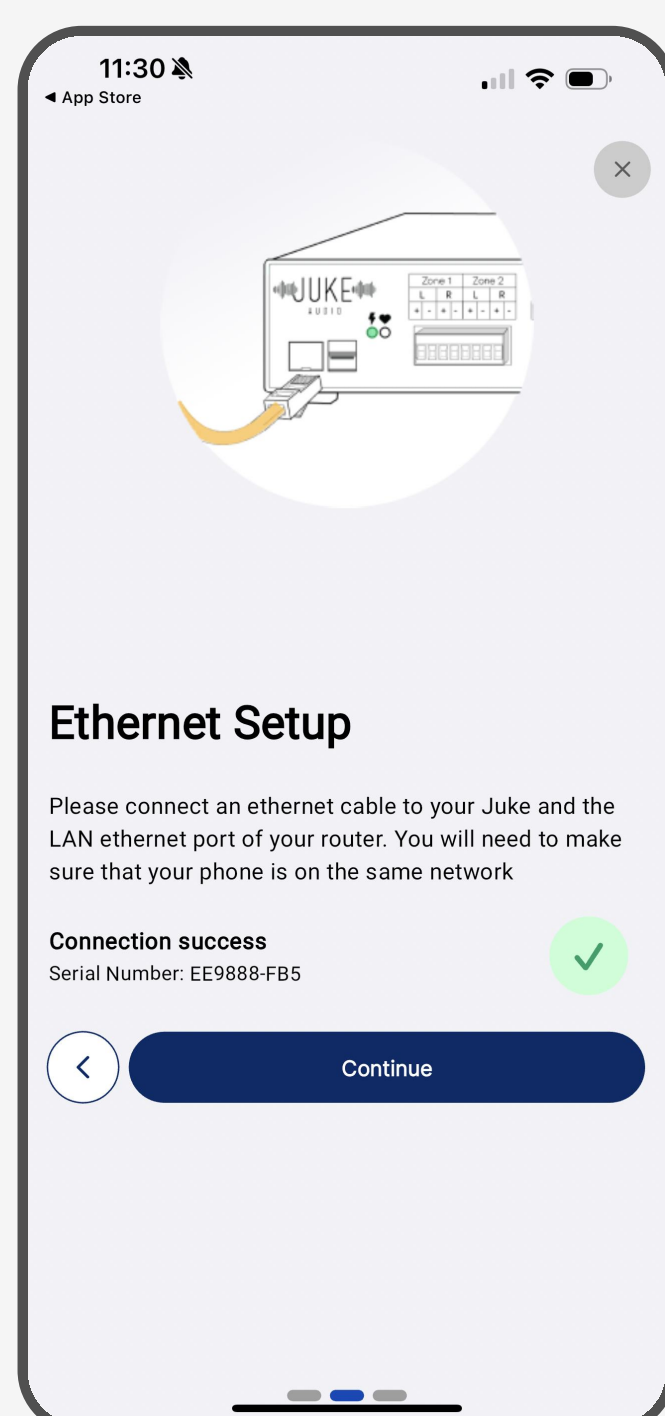 11:30
◀ App Store
JUKE
AUDIO
Zone 1 Zone 2
L R L R
+ - + - + - + -
Ethernet Setup
Please connect an ethernet cable to your Juke and the
LAN ethernet port of your router. You will need to make
sure that your phone is on the same network
Connection success
Serial Number: EE9888-FB5
Continue